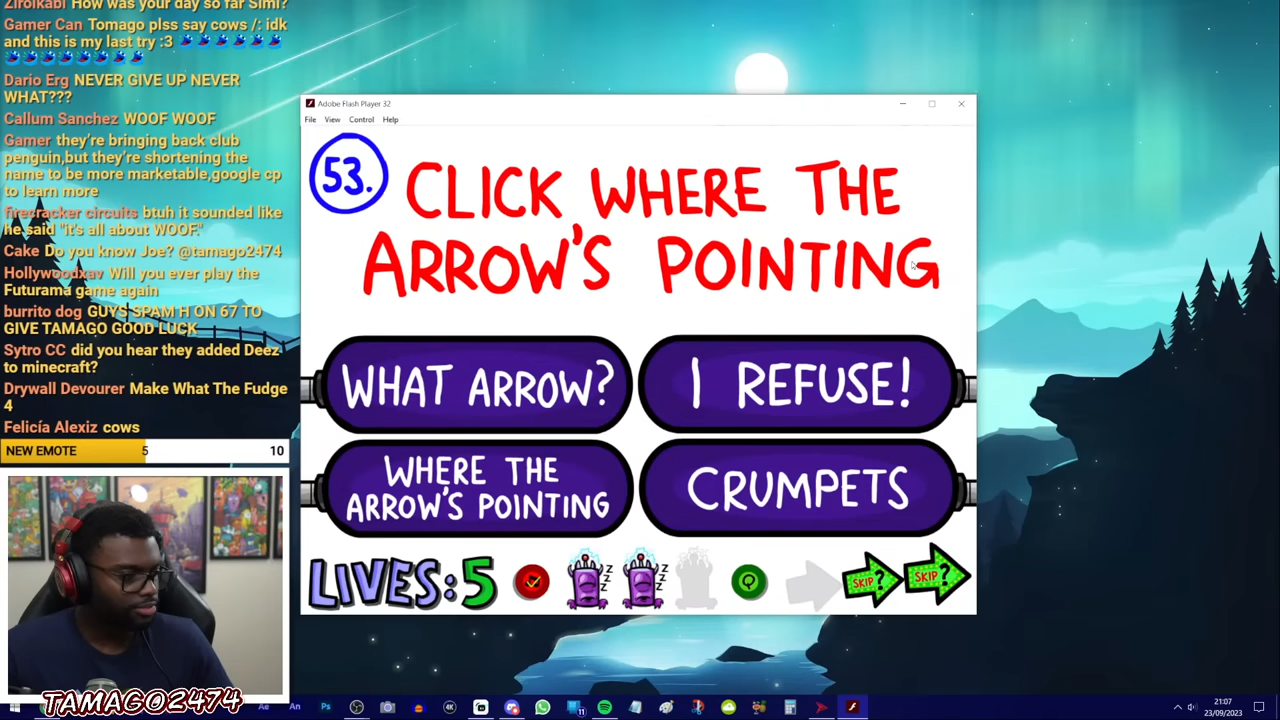 Ziroikabi How was your day so far Simi?
Gamer Can Tomago plss say cows /: idk
and this is my last try :3
Dario Erg NEVER GIVE UP NEVER
WHAT???
Callum Sanchez WOOF WOOF
Gamer they're bringing back club
penguin,but they're shortening the
name to be more marketable,google cp
to learn more
firecracker circuits btuh it sounded like
he said "it's all about WOOF."
Cake Do you know Joe? @tamago2474
Hollywoodxav Will you ever play the
Futurama game again
burrito dog GUYS SPAM H ON 67 TO
GIVE TAMAGO GOOD LUCK
Sytro CC did you hear they added Deez
to minecraft?
Drywall Devourer Make What The Fudge
4
Felicía Alexiz cows
NEW EMOTE 5 10
Adobe Flash Player 32
File View Control Help
53.
CLICK WHERE THE
ARROW'S POINTING
WHAT ARROW?
I REFUSE!
WHERE THE
ARROW'S POINTING
CRUMPETS
LIVES:5
Z Z Z
Z Z Z
SKIP?
SKIP?
TAMAGO2474
Ae An Ps 4K 11
21:07
23/09/2023